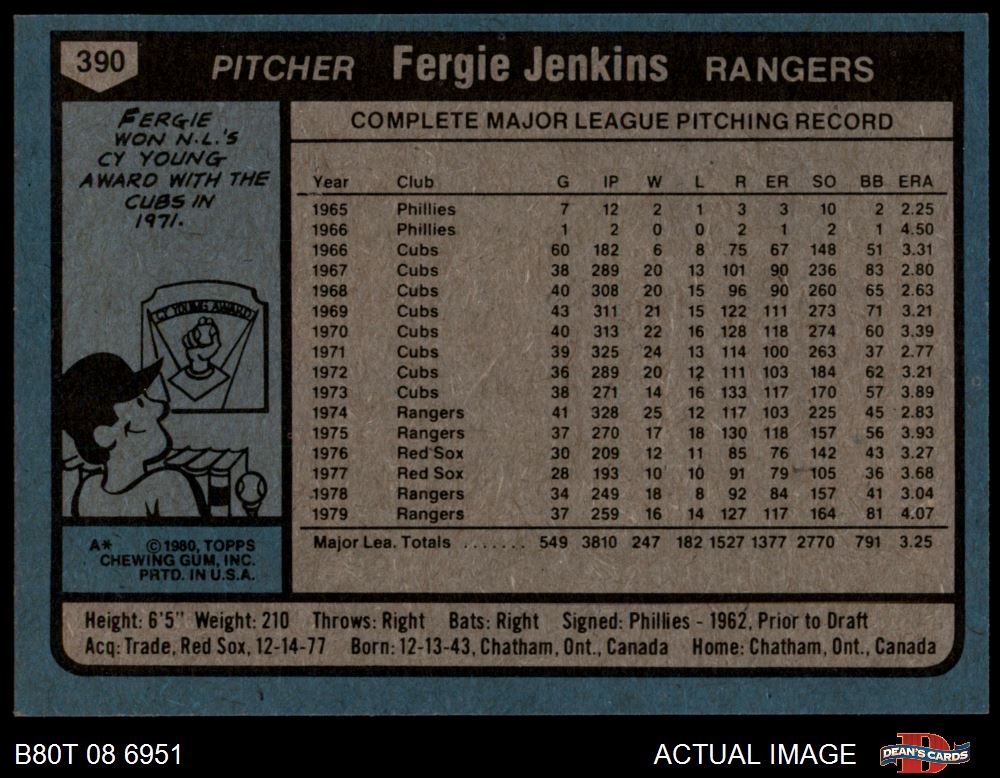 390 PITCHER Fergie Jenkins RANGERS
FERGIE
WON N.L.'S
CY YOUNG
AWARD WITH THE
CUBS IN
1971.
CY YOUNG AWARD
A* ©1980, TOPPS
CHEWING GUM, INC.
PRTD. IN U.S.A.
COMPLETE MAJOR LEAGUE PITCHING RECORD
Year Club G IP W L R ER SO BB ERA
1965 Phillies 7 12 2 1 3 3 10 2 2.25
1966 Phillies 1 2 0 0 2 1 2 1 4.50
1966 Cubs 60 182 6 8 75 67 148 51 3.31
1967 Cubs 38 289 20 13 101 90 236 83 2.80
1968 Cubs 40 308 20 15 96 90 260 65 2.63
1969 Cubs 43 311 21 15 122 111 273 71 3.21
1970 Cubs 40 313 22 16 128 118 274 60 3.39
1971 Cubs 39 325 24 13 114 100 263 37 2.77
1972 Cubs 36 289 20 12 111 103 184 62 3.21
1973 Cubs 38 271 14 16 133 117 170 57 3.89
1974 Rangers 41 328 25 12 117 103 225 45 2.83
1975 Rangers 37 270 17 18 130 118 157 56 3.93
1976 Red Sox 30 209 12 11 85 76 142 43 3.27
1977 Red Sox 28 193 10 10 91 79 105 36 3.68
1978 Rangers 34 249 18 8 92 84 157 41 3.04
1979 Rangers 37 259 16 14 127 117 164 81 4.07
Major Lea. Totals ....... 549 3810 247 182 1527 1377 2770 791 3.25
Height: 6'5" Weight: 210 Throws: Right Bats: Right Signed: Phillies - 1962, Prior to Draft
Acq: Trade, Red Sox, 12-14-77 Born: 12-13-43, Chatham, Ont., Canada Home: Chatham, Ont., Canada
B80T 08 6951 ACTUAL IMAGE DEAN'S CARDS